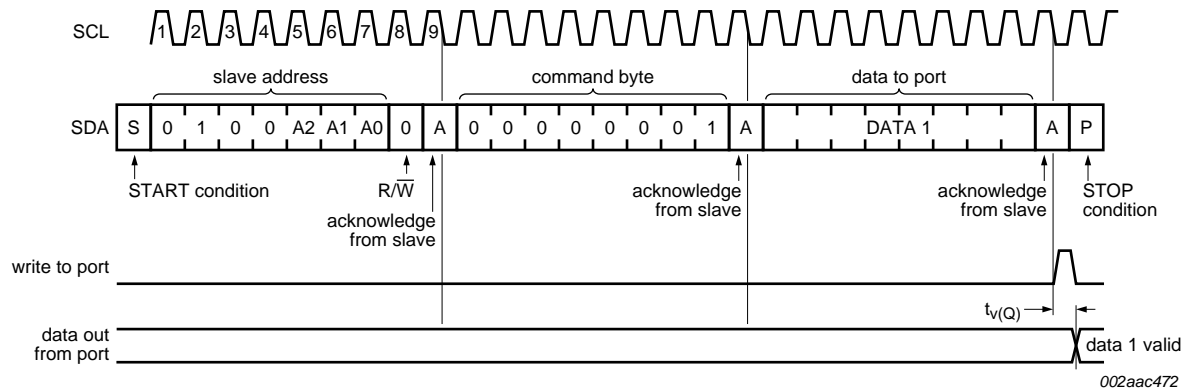 SCL 1 2 3 4 5 6 7 8 9
slave address command byte data to port
SDA S 0 1 0 0 A2 A1 A0 0 A 0 0 0 0 0 0 0 1 A DATA 1 A P
START condition R/W̅ acknowledge from slave acknowledge from slave acknowledge from slave STOP condition
write to port
tv(Q)
data out from port data 1 valid
002aac472